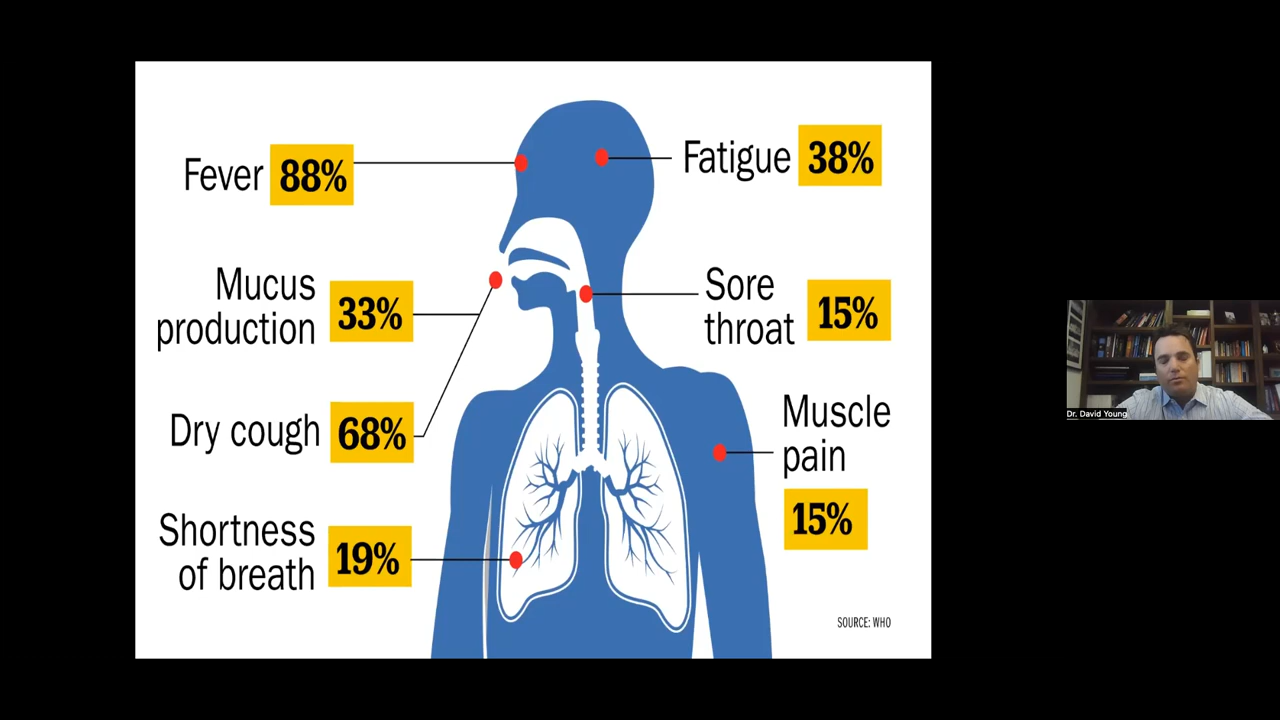 Fever 88%
Fatigue 38%
Mucus
production
33%
Sore
throat
15%
Dry cough 68%
Muscle
pain
15%
Shortness
of breath
19%
SOURCE: WHO
Dr. David Young